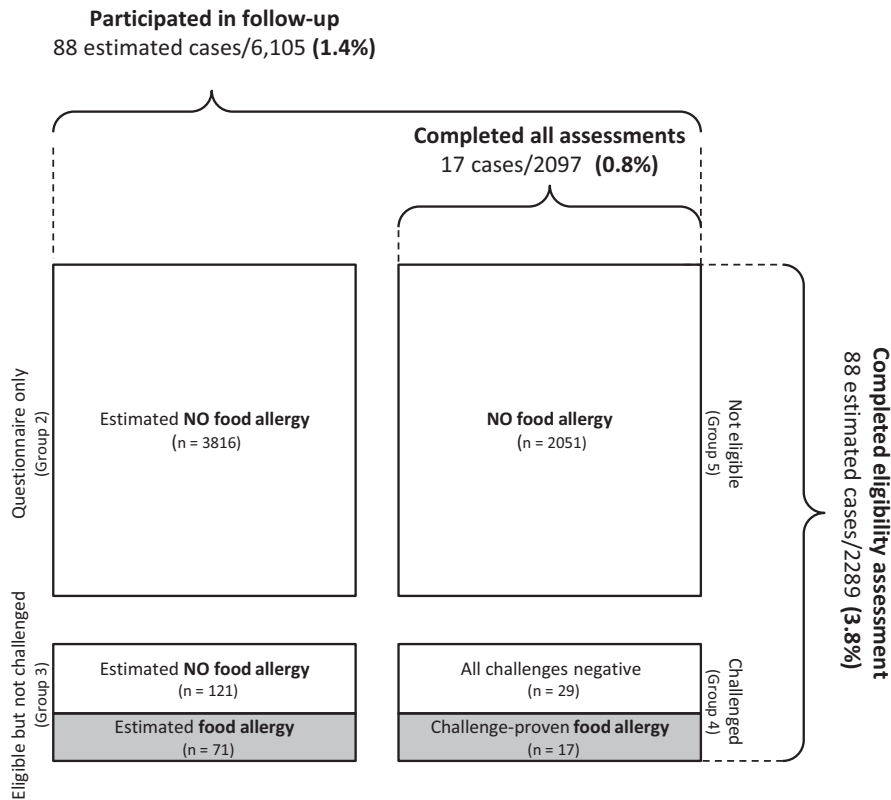 Participated in follow-up
88 estimated cases/6,105 (1.4%)
Completed all assessments
17 cases/2097 (0.8%)
Questionnaire only
(Group 2)
Estimated NO food allergy
(n = 3816)
NO food allergy
(n = 2051)
Not eligible
(Group 5)
Completed eligibility assessment
88 estimated cases/2289 (3.8%)
Eligible but not challenged
(Group 3)
Estimated NO food allergy
(n = 121)
Estimated food allergy
(n = 71)
All challenges negative
(n = 29)
Challenge-proven food allergy
(n = 17)
Challenged
(Group 4)